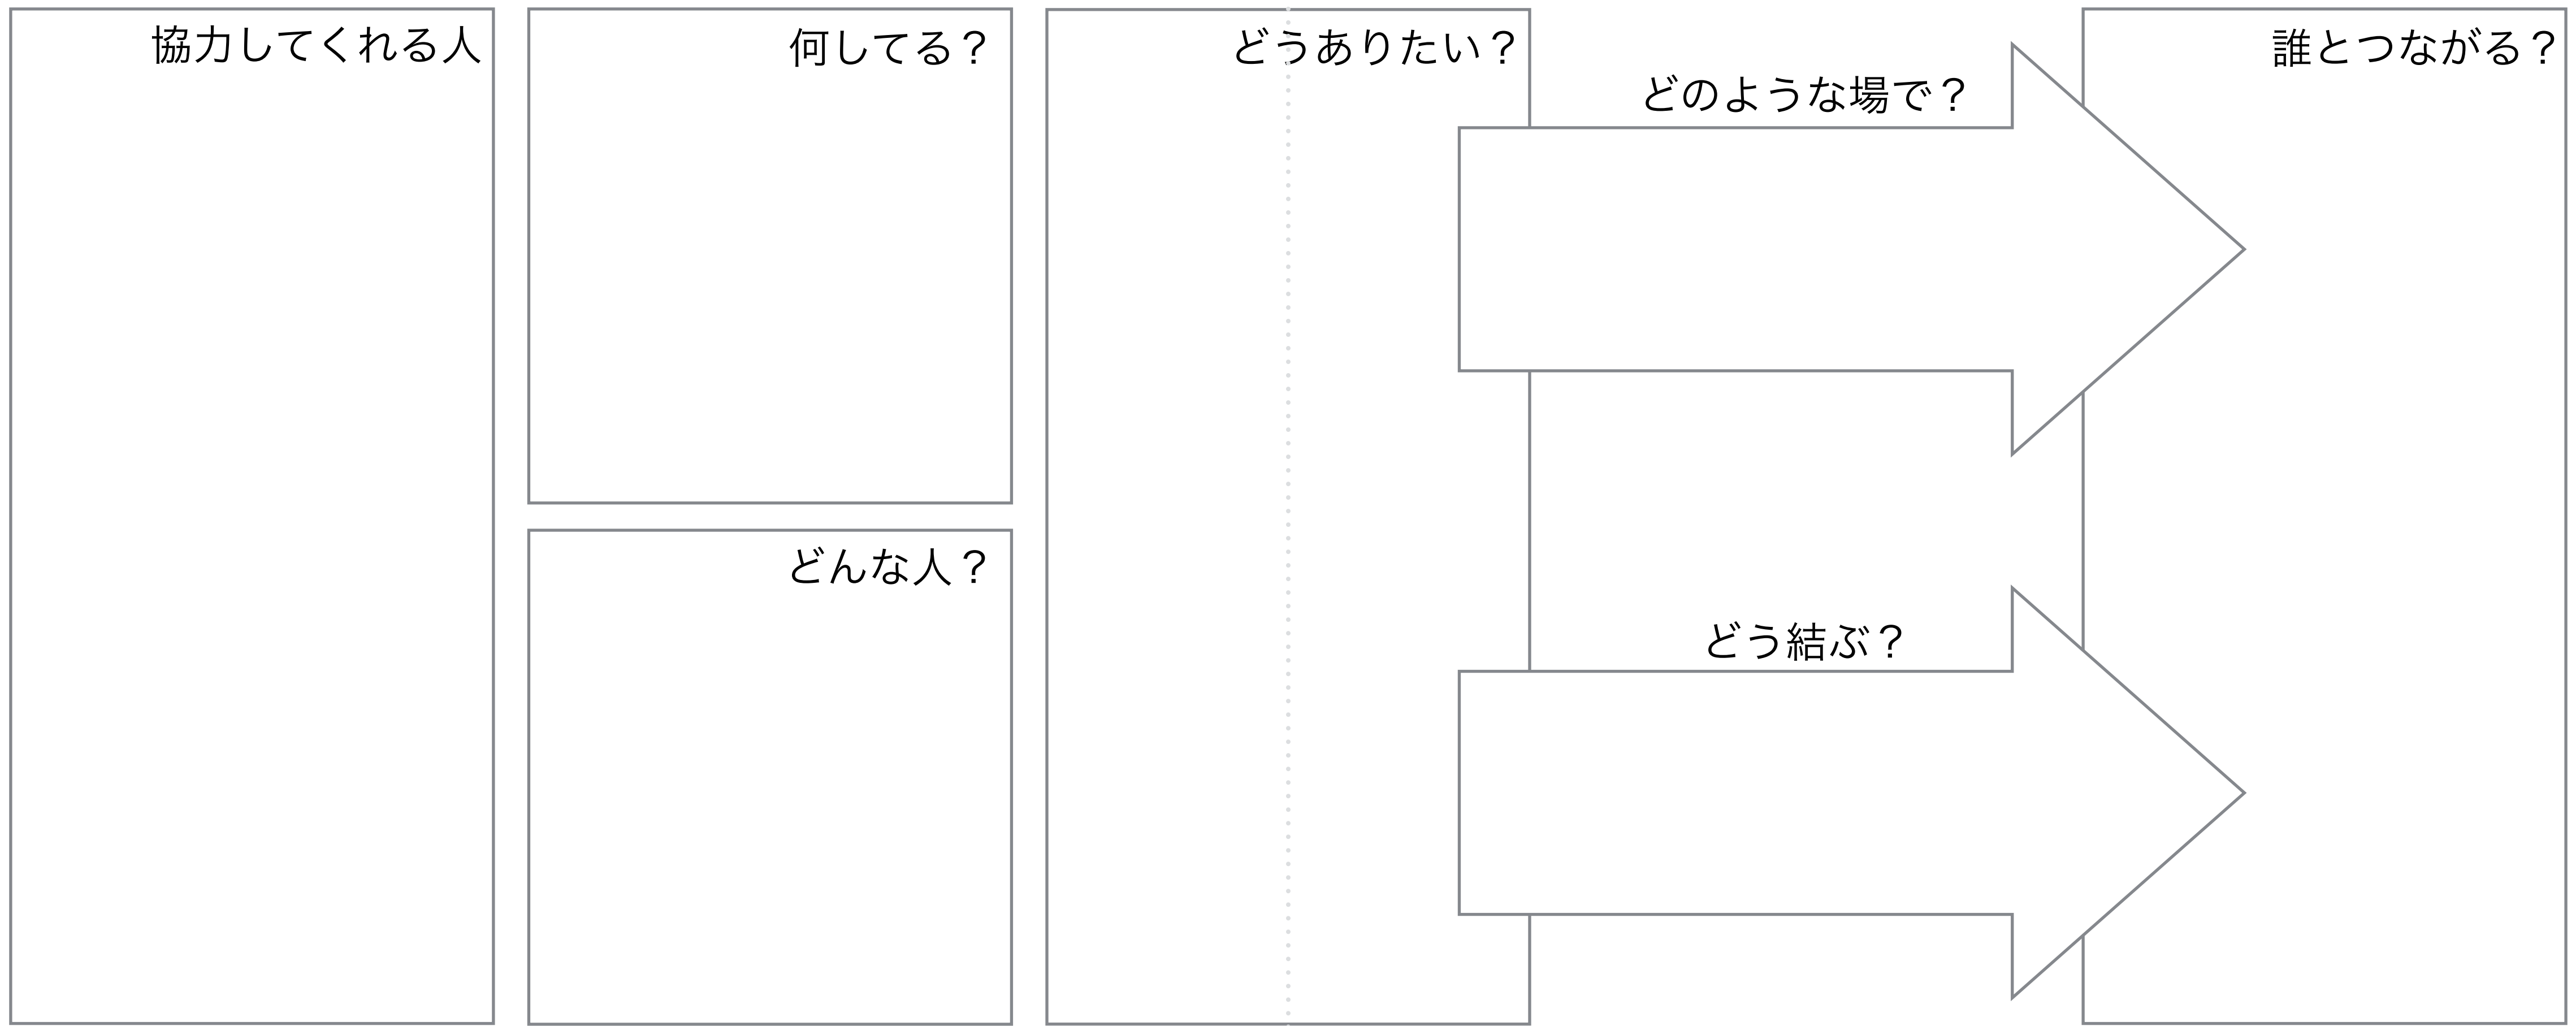 協力してくれる人
何してる？
どんな人？
どうありたい？
どのような場で？
どう結ぶ？
誰とつながる？